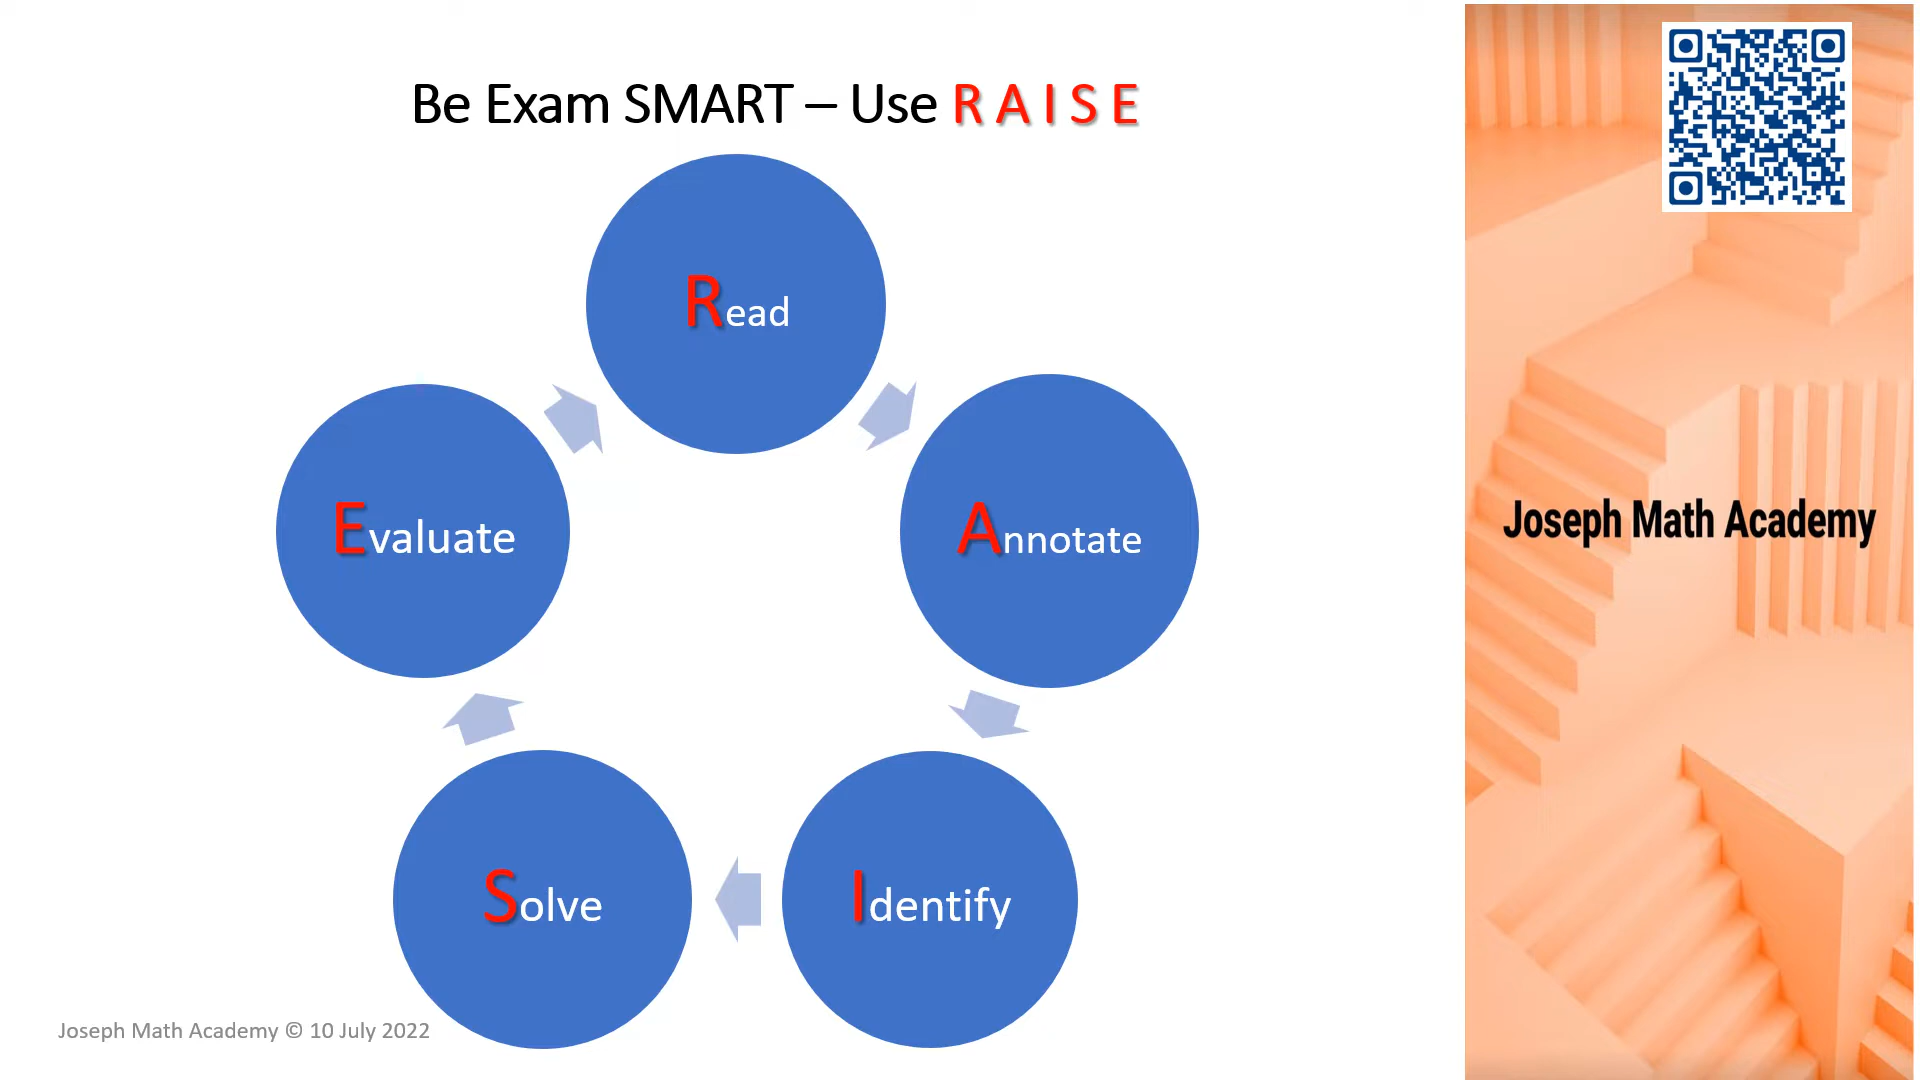 Be Exam SMART – Use R A I S E
Read
Annotate
Identify
Solve
Evaluate
Joseph Math Academy
Joseph Math Academy © 10 July 2022